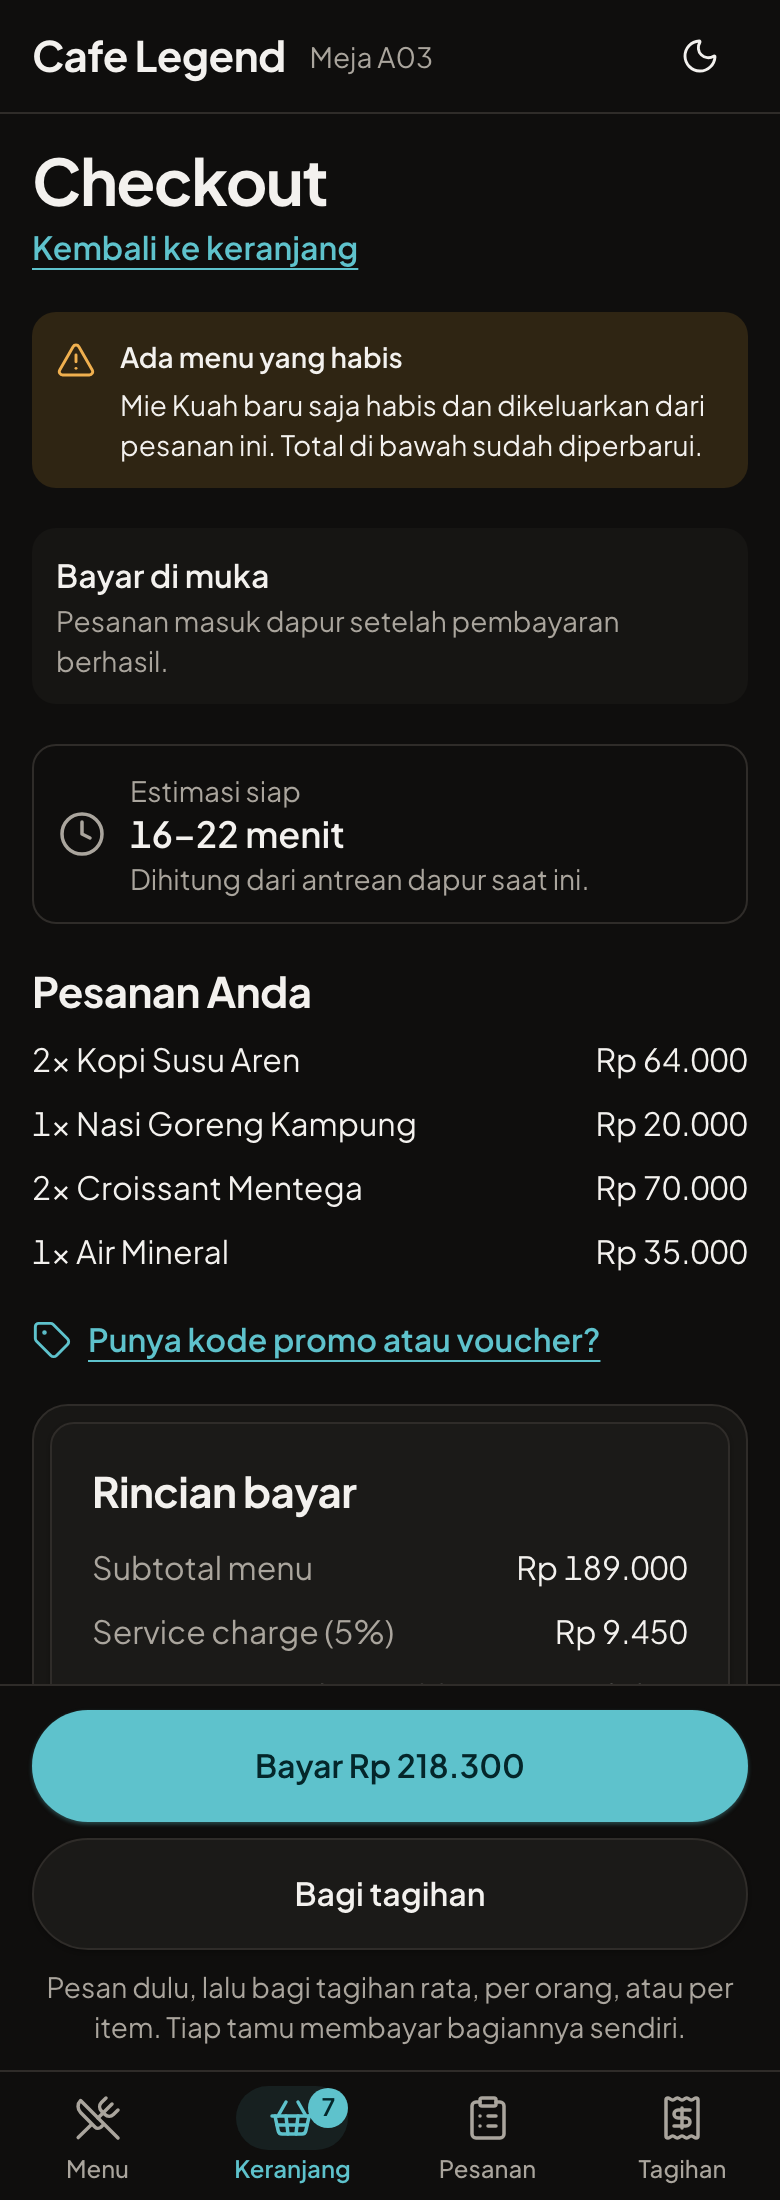 Cafe Legend Meja A03
Checkout
Kembali ke keranjang
Ada menu yang habis
Mie Kuah baru saja habis dan dikeluarkan dari
pesanan ini. Total di bawah sudah diperbarui.
Bayar di muka
Pesanan masuk dapur setelah pembayaran
berhasil.
Estimasi siap
16–22 menit
Dihitung dari antrean dapur saat ini.
Pesanan Anda
2× Kopi Susu Aren Rp 64.000
1× Nasi Goreng Kampung Rp 20.000
2× Croissant Mentega Rp 70.000
1× Air Mineral Rp 35.000
Punya kode promo atau voucher?
Rincian bayar
Subtotal menu Rp 189.000
Service charge (5%) Rp 9.450
Bayar Rp 218.300
Bagi tagihan
Pesan dulu, lalu bagi tagihan rata, per orang, atau per
item. Tiap tamu membayar bagiannya sendiri.
7
Menu Keranjang Pesanan Tagihan